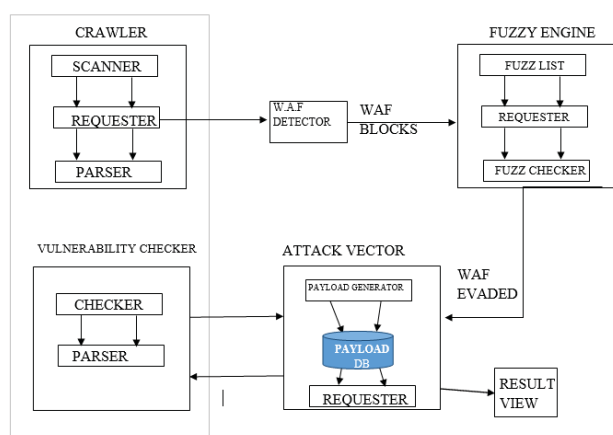 CRAWLER
SCANNER
REQUESTER
PARSER
W.A.F
DETECTOR
WAF
BLOCKS
FUZZY ENGINE
FUZZ LIST
REQUESTER
FUZZ CHECKER
VULNERABILITY CHECKER
CHECKER
PARSER
ATTACK VECTOR
PAYLOAD GENERATOR
PAYLOAD
DB
REQUESTER
WAF
EVADED
RESULT
VIEW